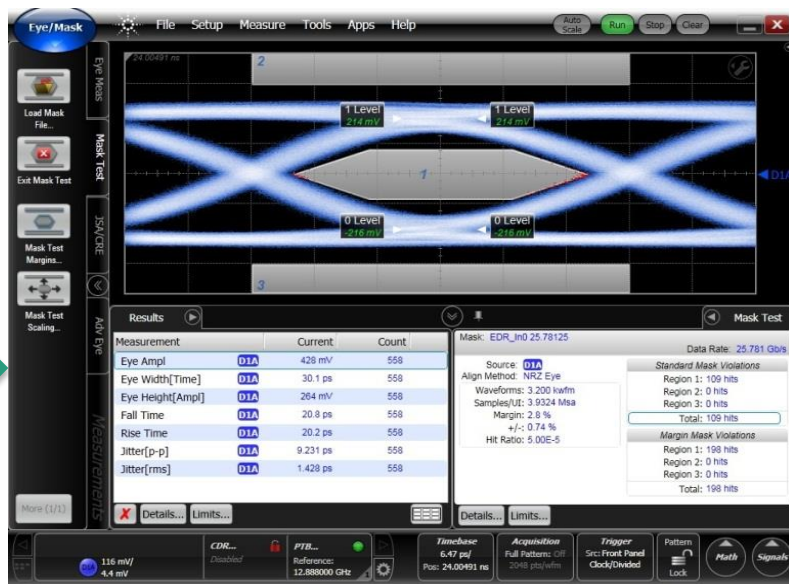 Eye/Mask
File Setup Measure Tools Apps Help
Auto Scale
Run
Stop
Clear
Load Mask File...
Exit Mask Test
Mask Test Margins...
Mask Test Scaling...
More (1/1)
Eye Meas
Mask Test
JSA/CRE
Adv Eye
Measurements
24.00491 ns
2
1 Level
214 mV
1 Level
214 mV
1
D1A
0 Level
-216 mV
0 Level
-216 mV
3
Results
Measurement Current Count
Eye Ampl D1A 428 mV 558
Eye Width[Time] D1A 30.1 ps 558
Eye Height[Ampl] D1A 264 mV 558
Fall Time D1A 20.8 ps 558
Rise Time D1A 20.2 ps 558
Jitter[p-p] D1A 9.231 ps 558
Jitter[rms] D1A 1.428 ps 558
Details... Limits...
Mask Test
Mask: EDR_In0 25.78125
Data Rate: 25.781 Gb/s
Source: D1A
Align Method: NRZ Eye
Waveforms: 3.200 kwfm
Samples/UI: 3.9324 Msa
Margin: 2.8 %
+/-: 0.74 %
Hit Ratio: 5.00E-5
Standard Mask Violations
Region 1: 109 hits
Region 2: 0 hits
Region 3: 0 hits
Total: 109 hits
Margin Mask Violations
Region 1: 198 hits
Region 2: 0 hits
Region 3: 0 hits
Total: 198 hits
Details... Limits...
D1A
116 mV/
4.4 mV
CDR...
Disabled
PTB...
Reference:
12.888000 GHz
1
Timebase
6.47 ps/
Pos: 24.00491 ns
Acquisition
Full Pattern: Off
2048 pts/wfm
Trigger
Src: Front Panel
Clock/Divided
Pattern
Lock
Math
Signals